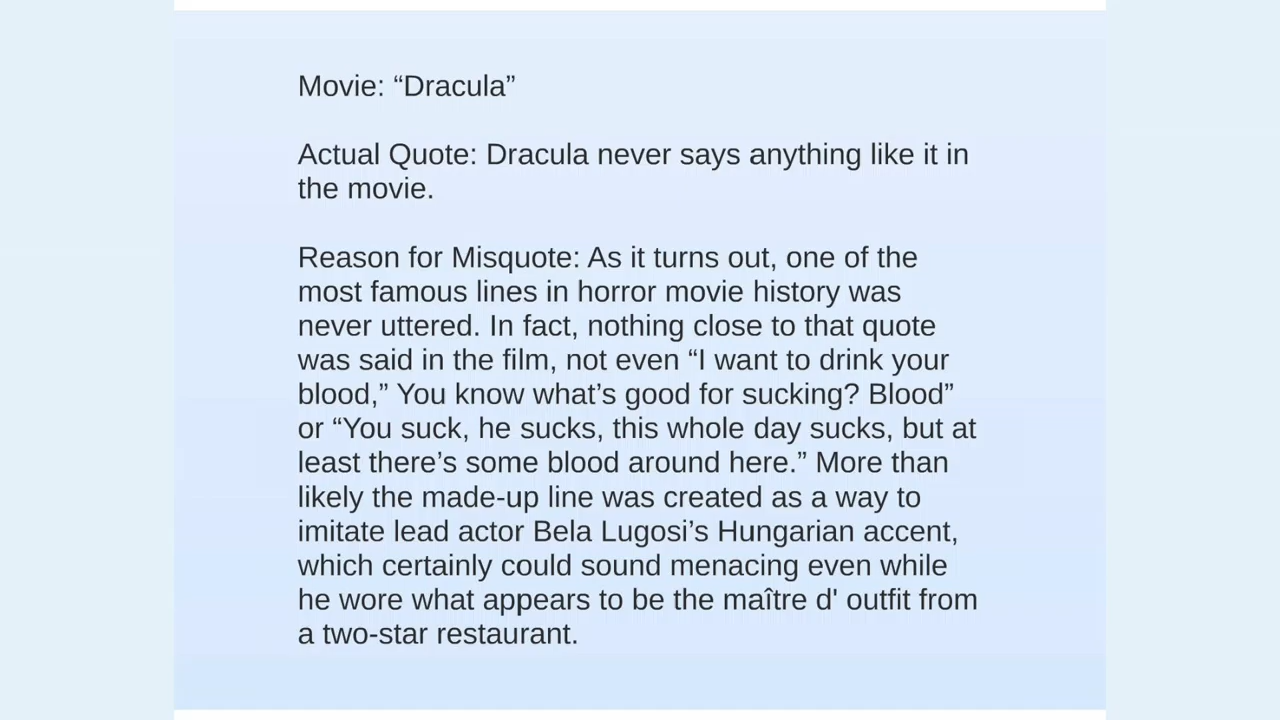 Movie: “Dracula”
Actual Quote: Dracula never says anything like it in
the movie.
Reason for Misquote: As it turns out, one of the
most famous lines in horror movie history was
never uttered. In fact, nothing close to that quote
was said in the film, not even “I want to drink your
blood,” You know what’s good for sucking? Blood”
or “You suck, he sucks, this whole day sucks, but at
least there’s some blood around here.” More than
likely the made-up line was created as a way to
imitate lead actor Bela Lugosi’s Hungarian accent,
which certainly could sound menacing even while
he wore what appears to be the maître d' outfit from
a two-star restaurant.